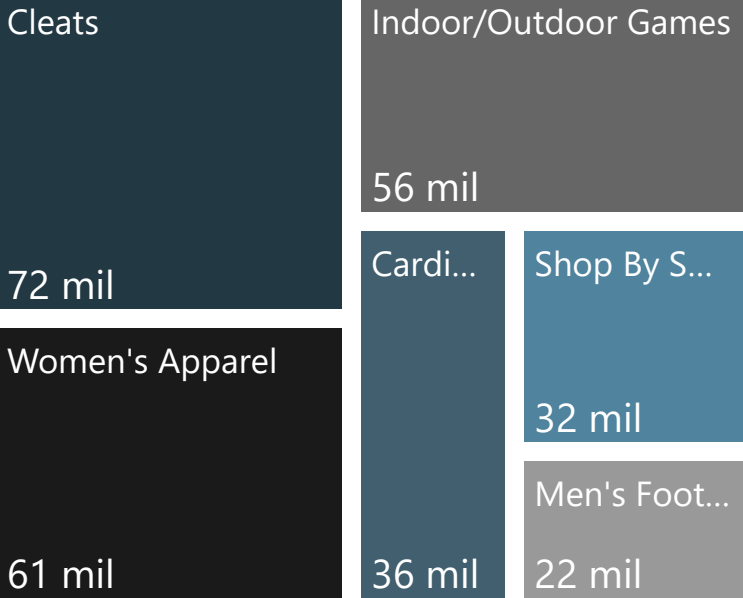 Cleats
72 mil
Indoor/Outdoor Games
56 mil
Women's Apparel
61 mil
Cardi...
36 mil
Shop By S...
32 mil
Men's Foot...
22 mil